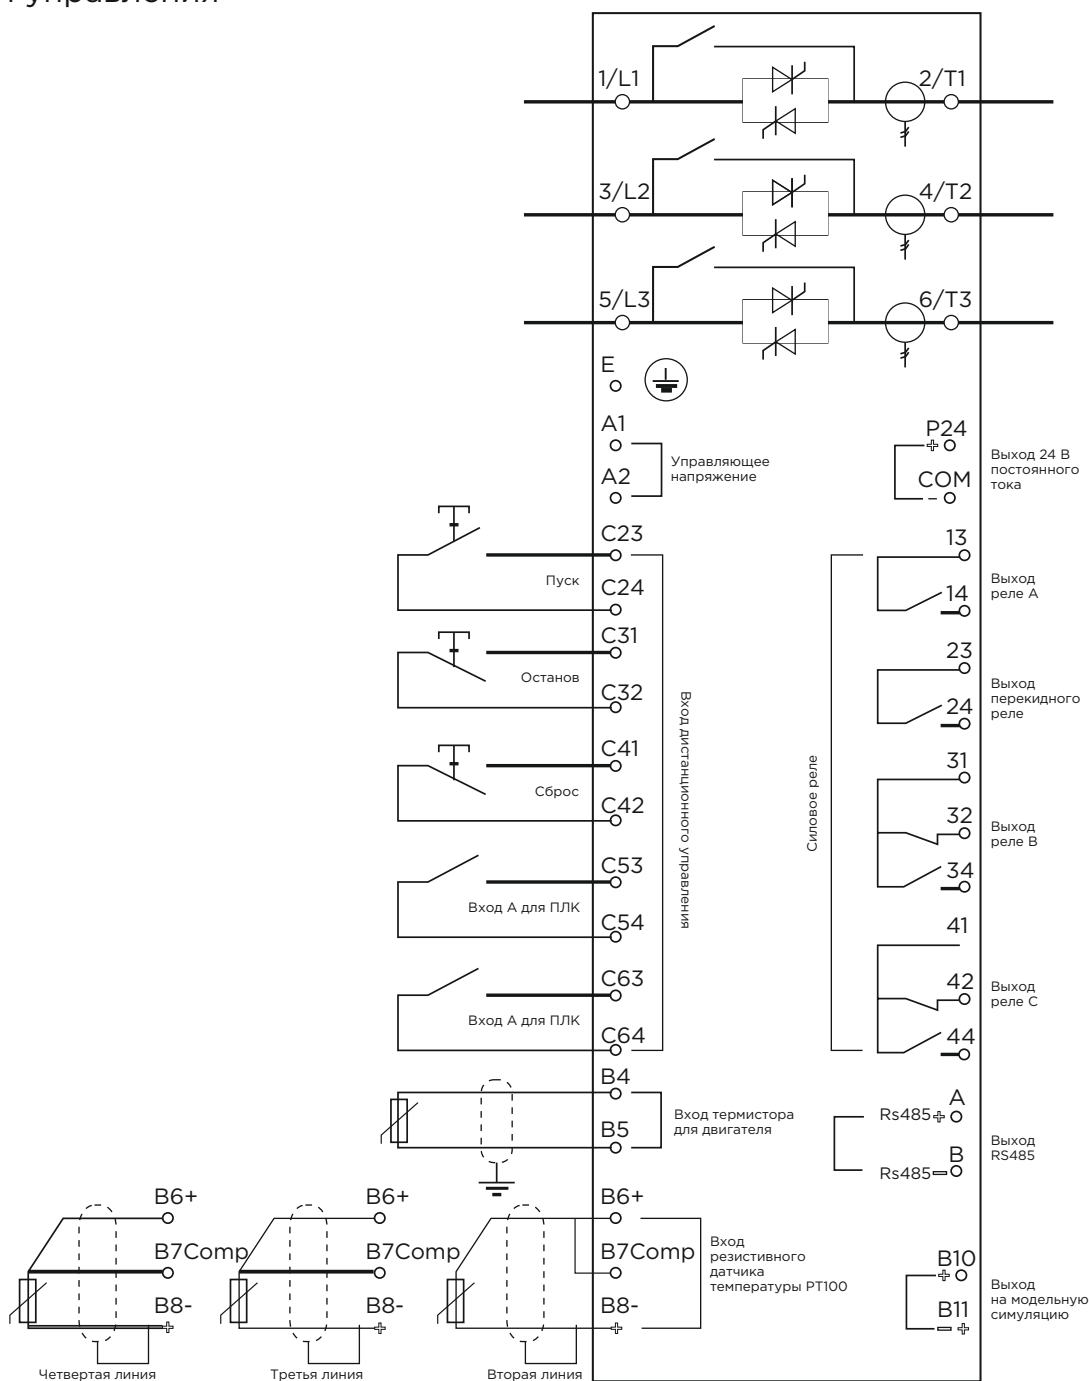 управления
1/L1
2/T1
3/L2
4/T2
5/L3
6/T3
E
A1
A2
Управляющее
напряжение
P24
COM
Выход 24 В
постоянного
тока
C23
Пуск
C24
C31
Останов
C32
C41
Сброс
C42
C53
Вход А для ПЛК
C54
C63
Вход А для ПЛК
C64
Вход дистанционного управления
Силовое реле
13
14
Выход
реле А
23
24
Выход
перекидного
реле
31
32
34
Выход
реле В
41
42
44
Выход
реле С
B4
B5
Вход термистора
для двигателя
A
Rs485
B
Rs485
Выход
RS485
B6+
B7Comp
B8-
Четвертая линия
B6+
B7Comp
B8-
Третья линия
B6+
B7Comp
B8-
Вторая линия
Вход
резистивного
датчика
температуры PT100
B10
B11
Выход
на модельную
симуляцию